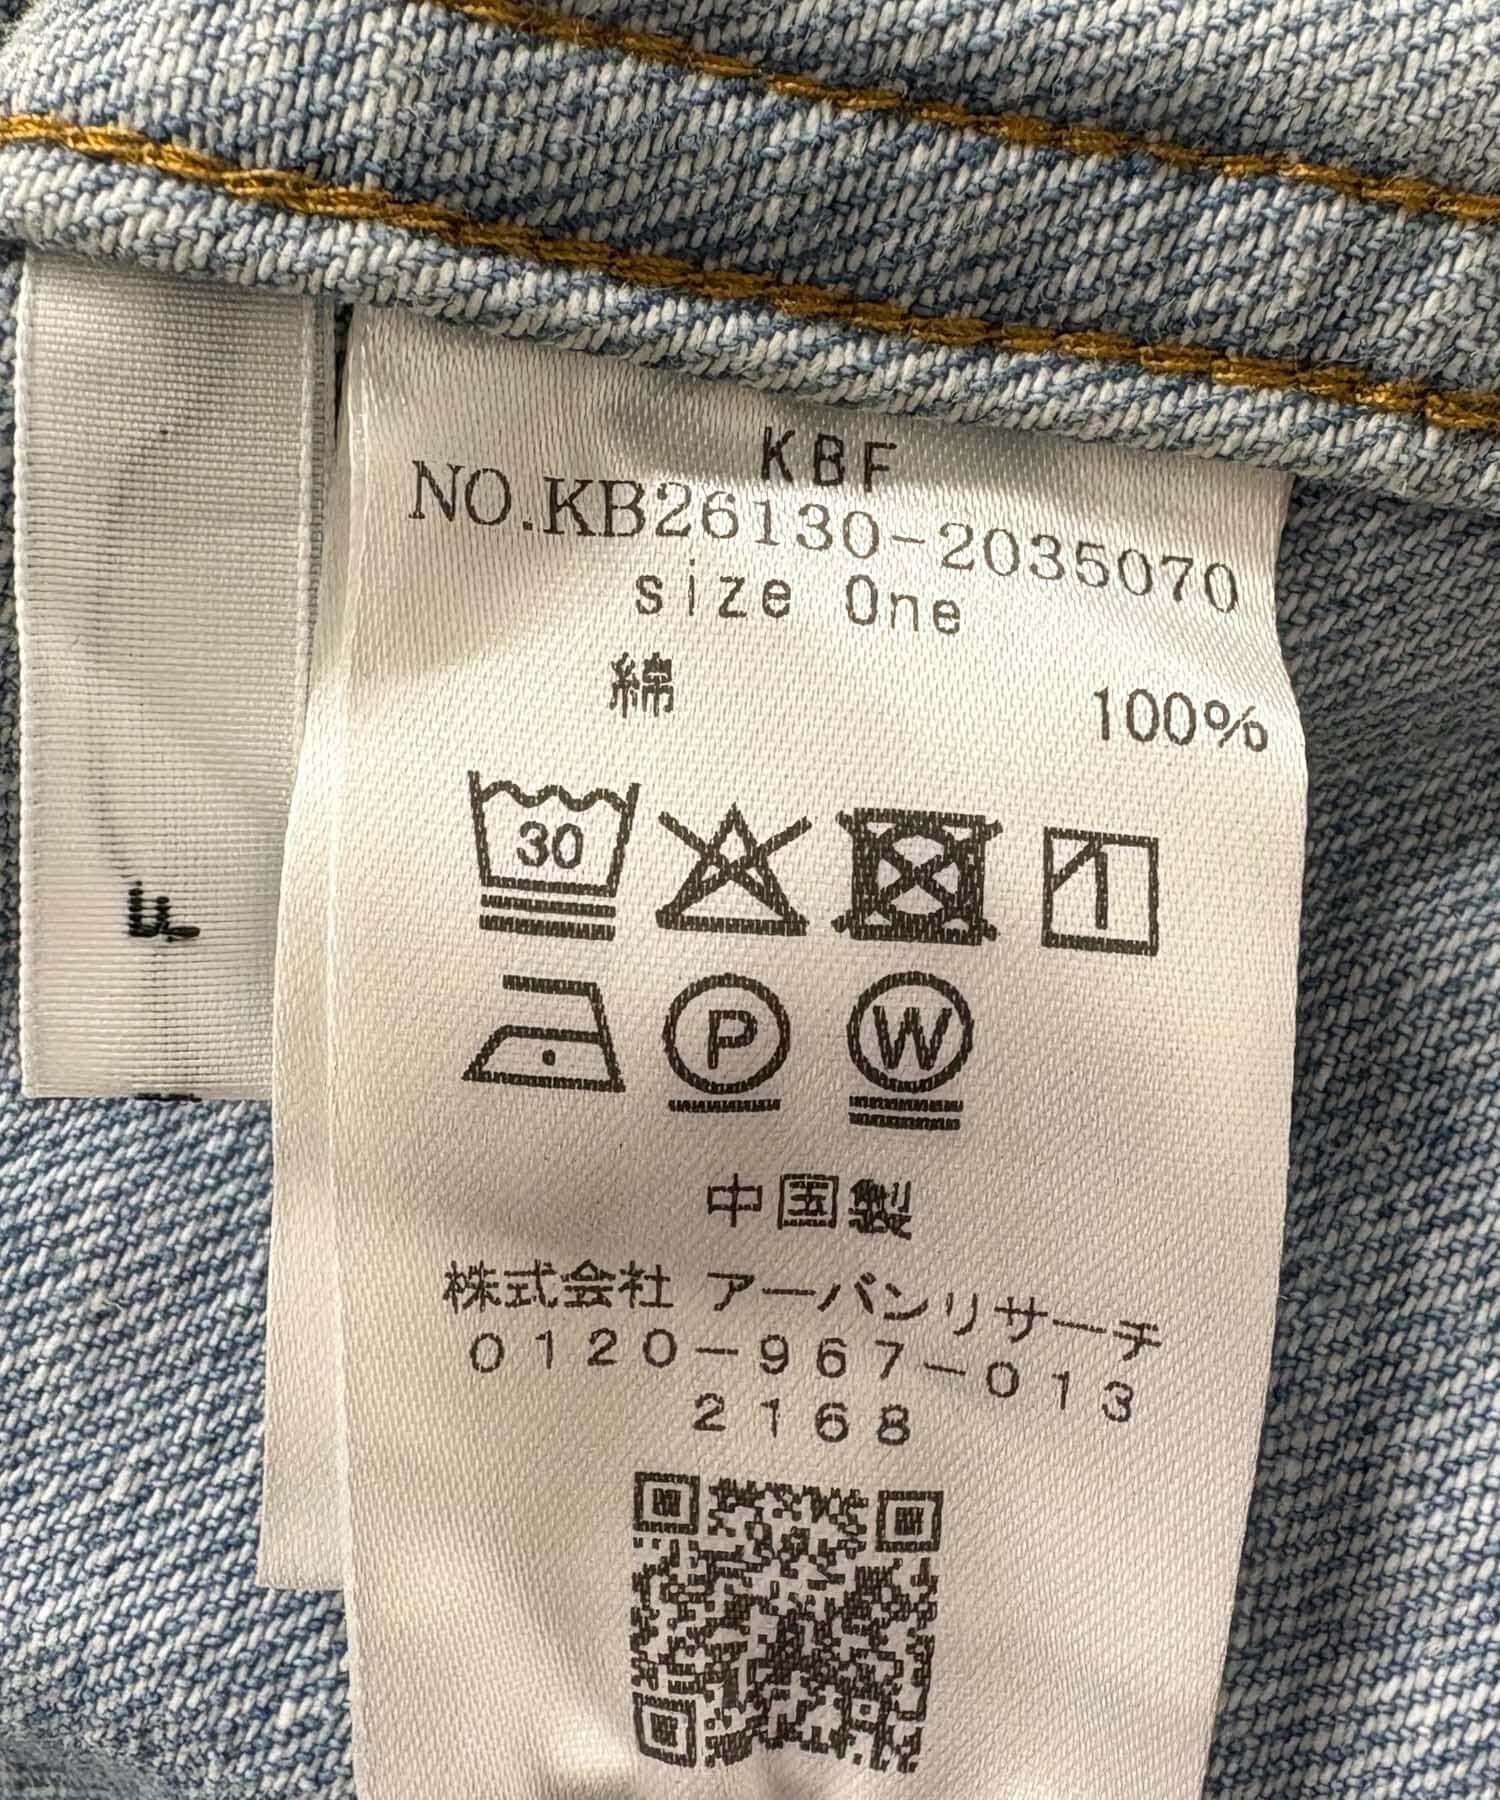 KBF
NO.KB26130-2035070
size One
綿 100%
30
P W
中国製
株式会社 アーバンリサーチ
0120-967-013
2168